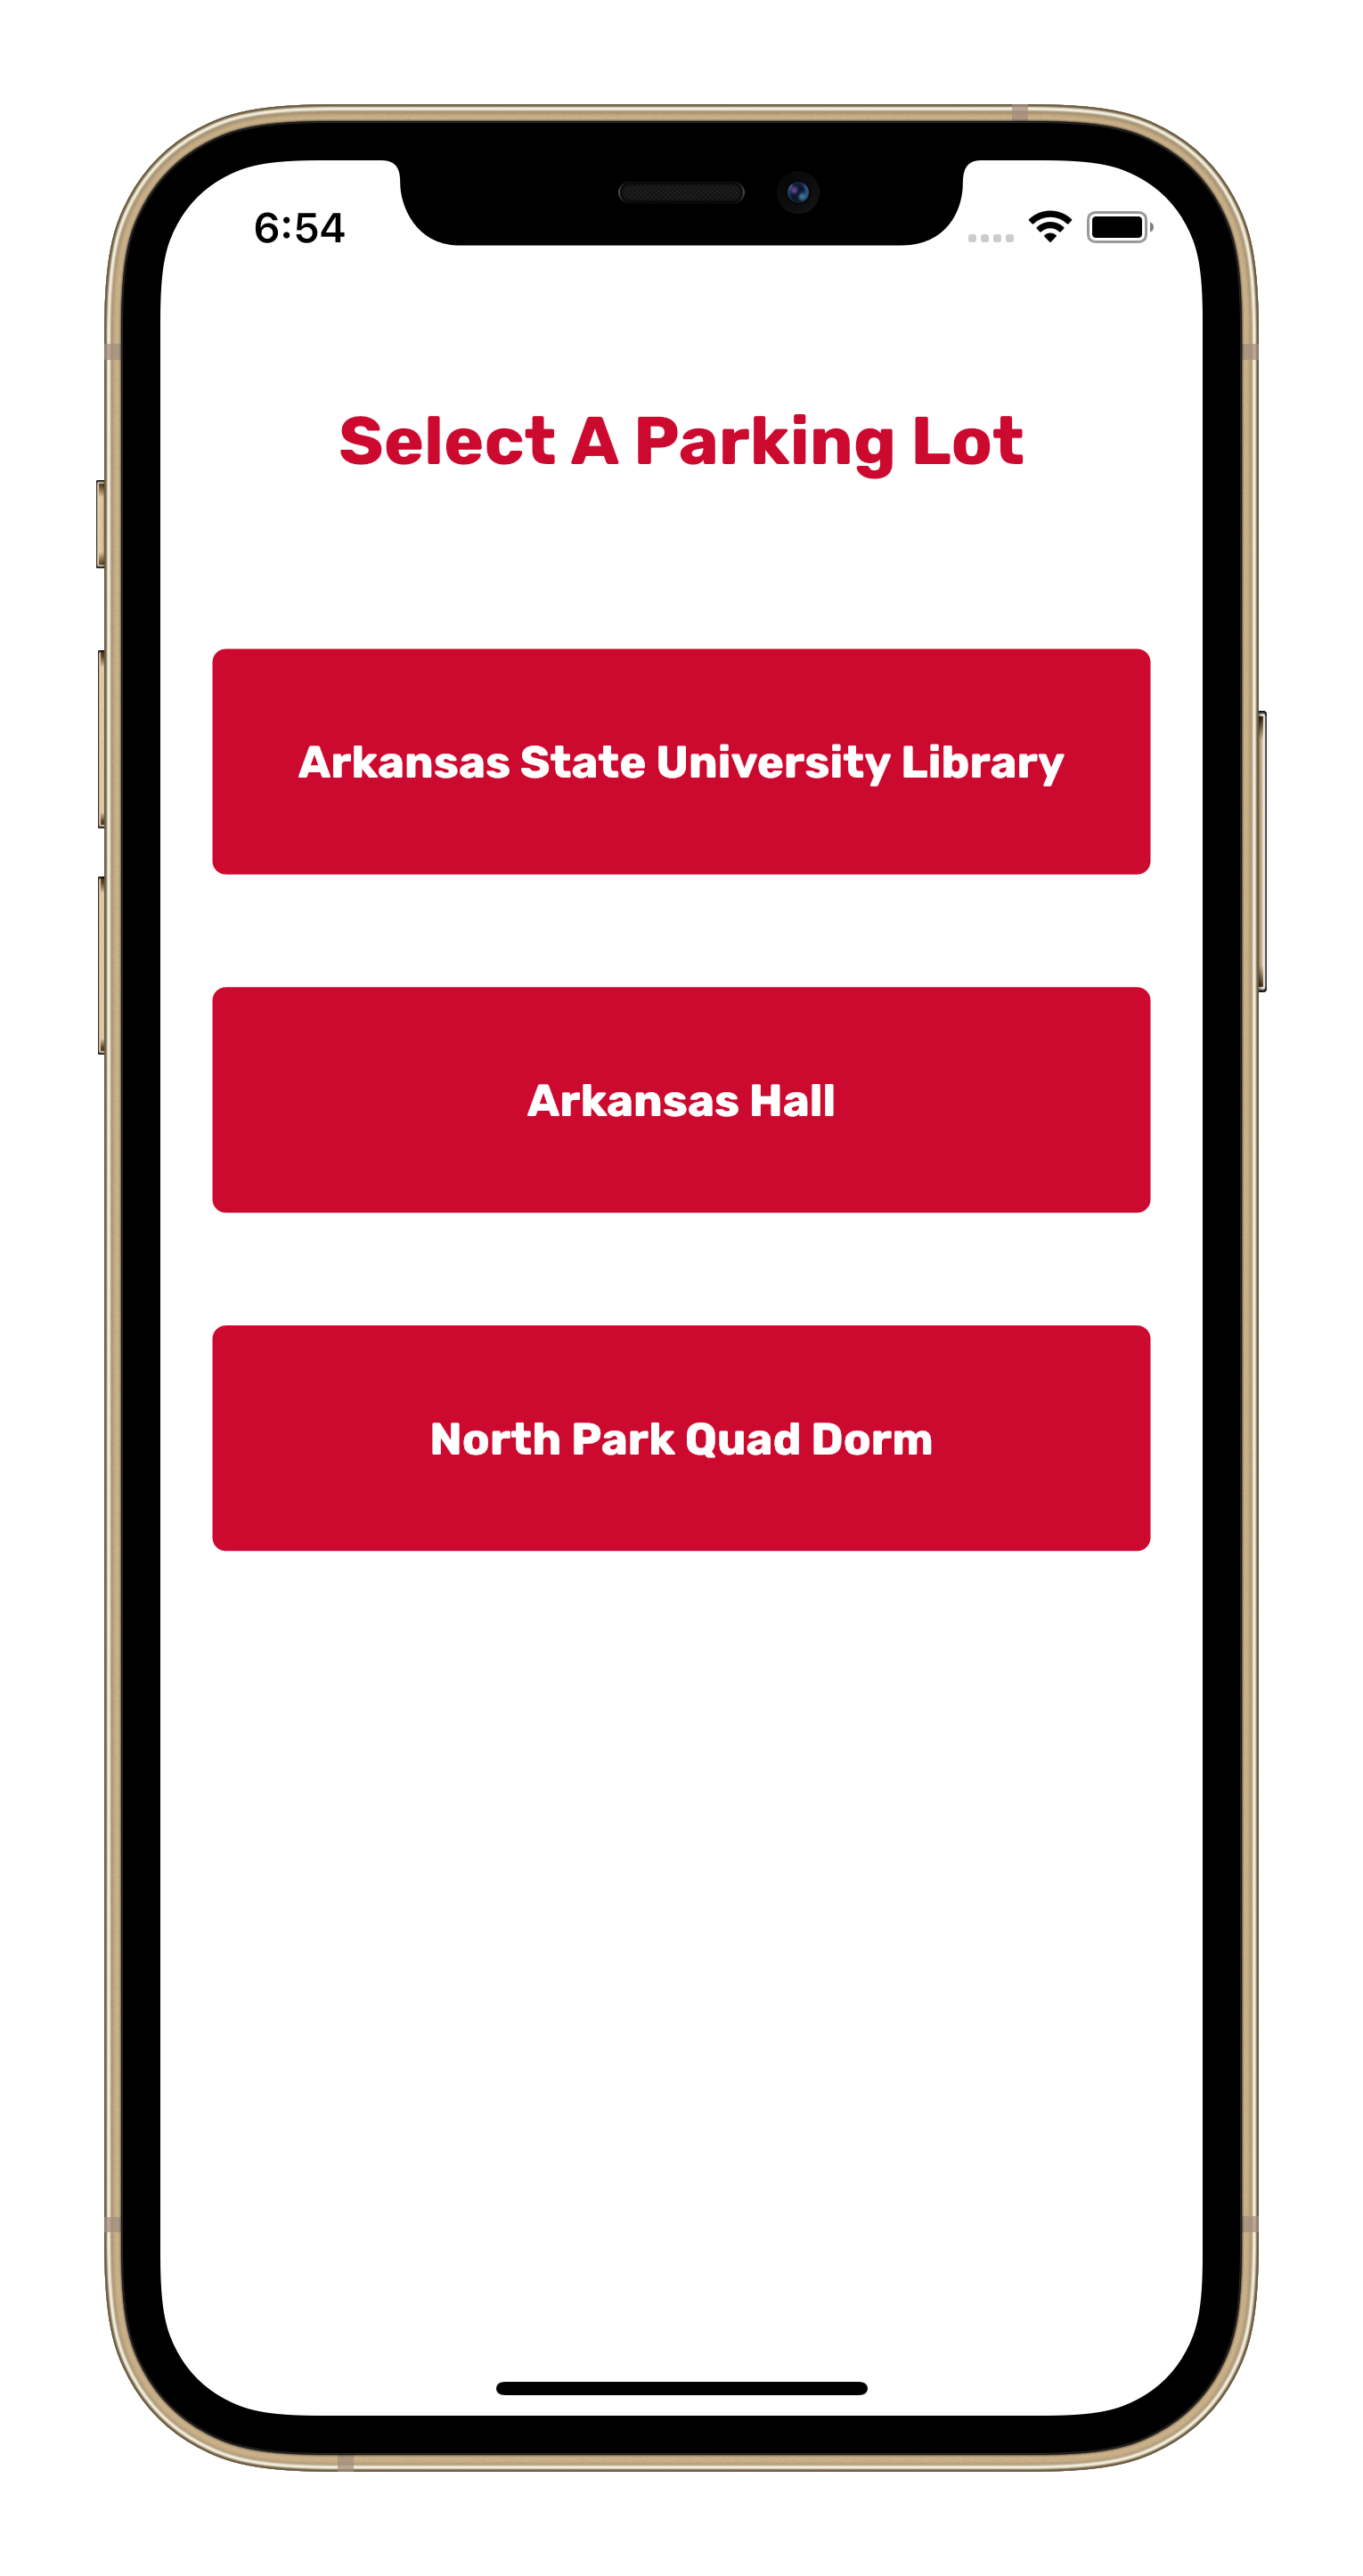 6:54
Select A Parking Lot
Arkansas State University Library
Arkansas Hall
North Park Quad Dorm